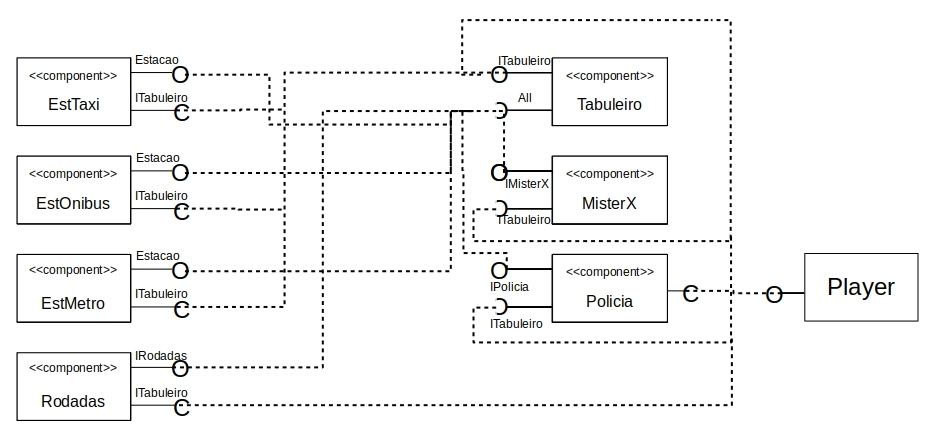 Estacao
<<component>>
EstTaxi
ITabuleiro
Estacao
<<component>>
EstOnibus
ITabuleiro
Estacao
<<component>>
EstMetro
ITabuleiro
IRodadas
<<component>>
Rodadas
ITabuleiro
ITabuleiro
<<component>>
All
Tabuleiro
<<component>>
IMisterX
MisterX
ITabuleiro
<<component>>
IPolicia
Policia
ITabuleiro
Player